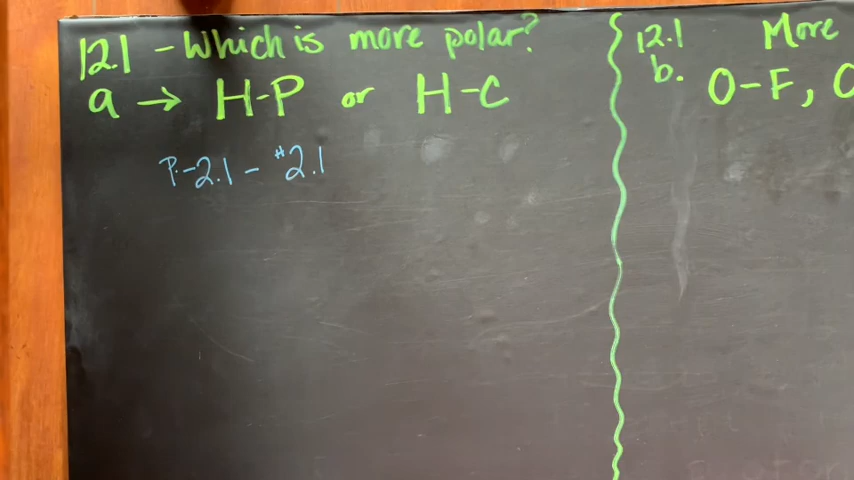 12.1 - Which is more polar?
a → H-P or H-C
P.-2.1 - H 2.1
12.1 More
b. O-F,